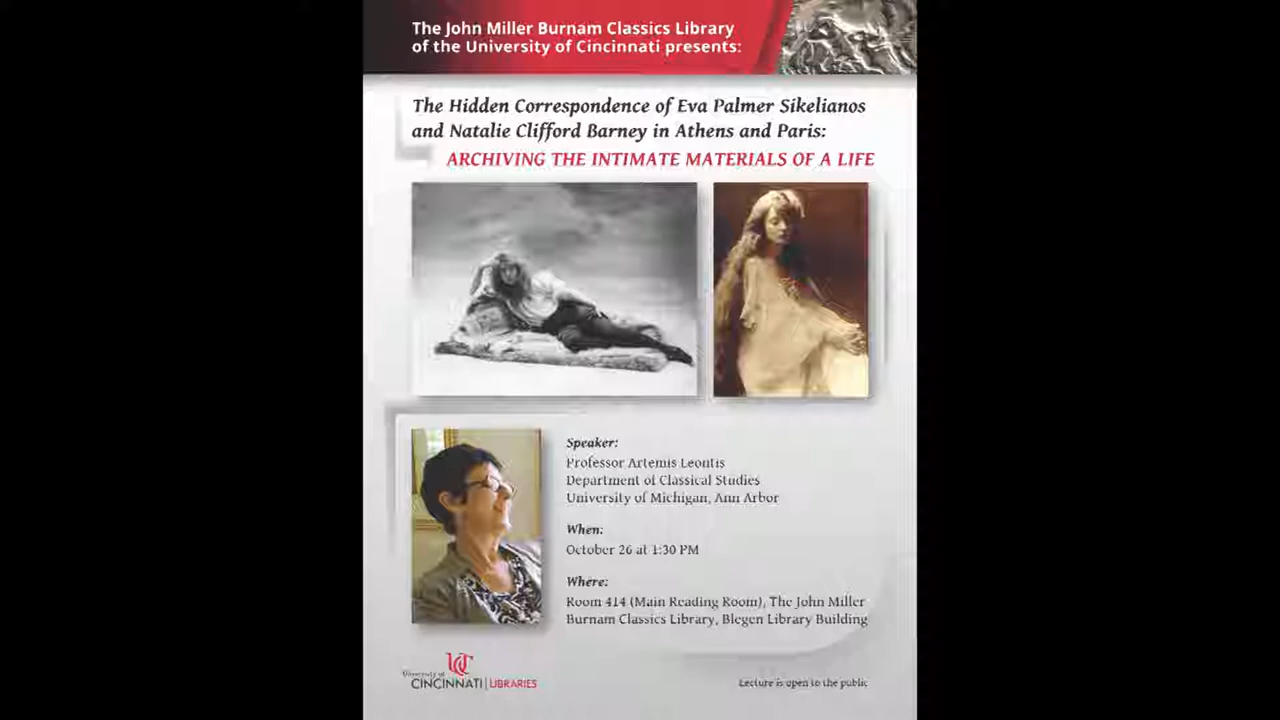 The John Miller Burnam Classics Library
of the University of Cincinnati presents:
The Hidden Correspondence of Eva Palmer Sikelianos
and Natalie Clifford Barney in Athens and Paris:
ARCHIVING THE INTIMATE MATERIALS OF A LIFE
Speaker:
Professor Artemis Leontis
Department of Classical Studies
University of Michigan, Ann Arbor
When:
October 26 at 1:30 PM
Where:
Room 414 (Main Reading Room), The John Miller
Burnam Classics Library, Blegen Library Building
UC
University of
CINCINNATI | LIBRARIES
Lecture is open to the public